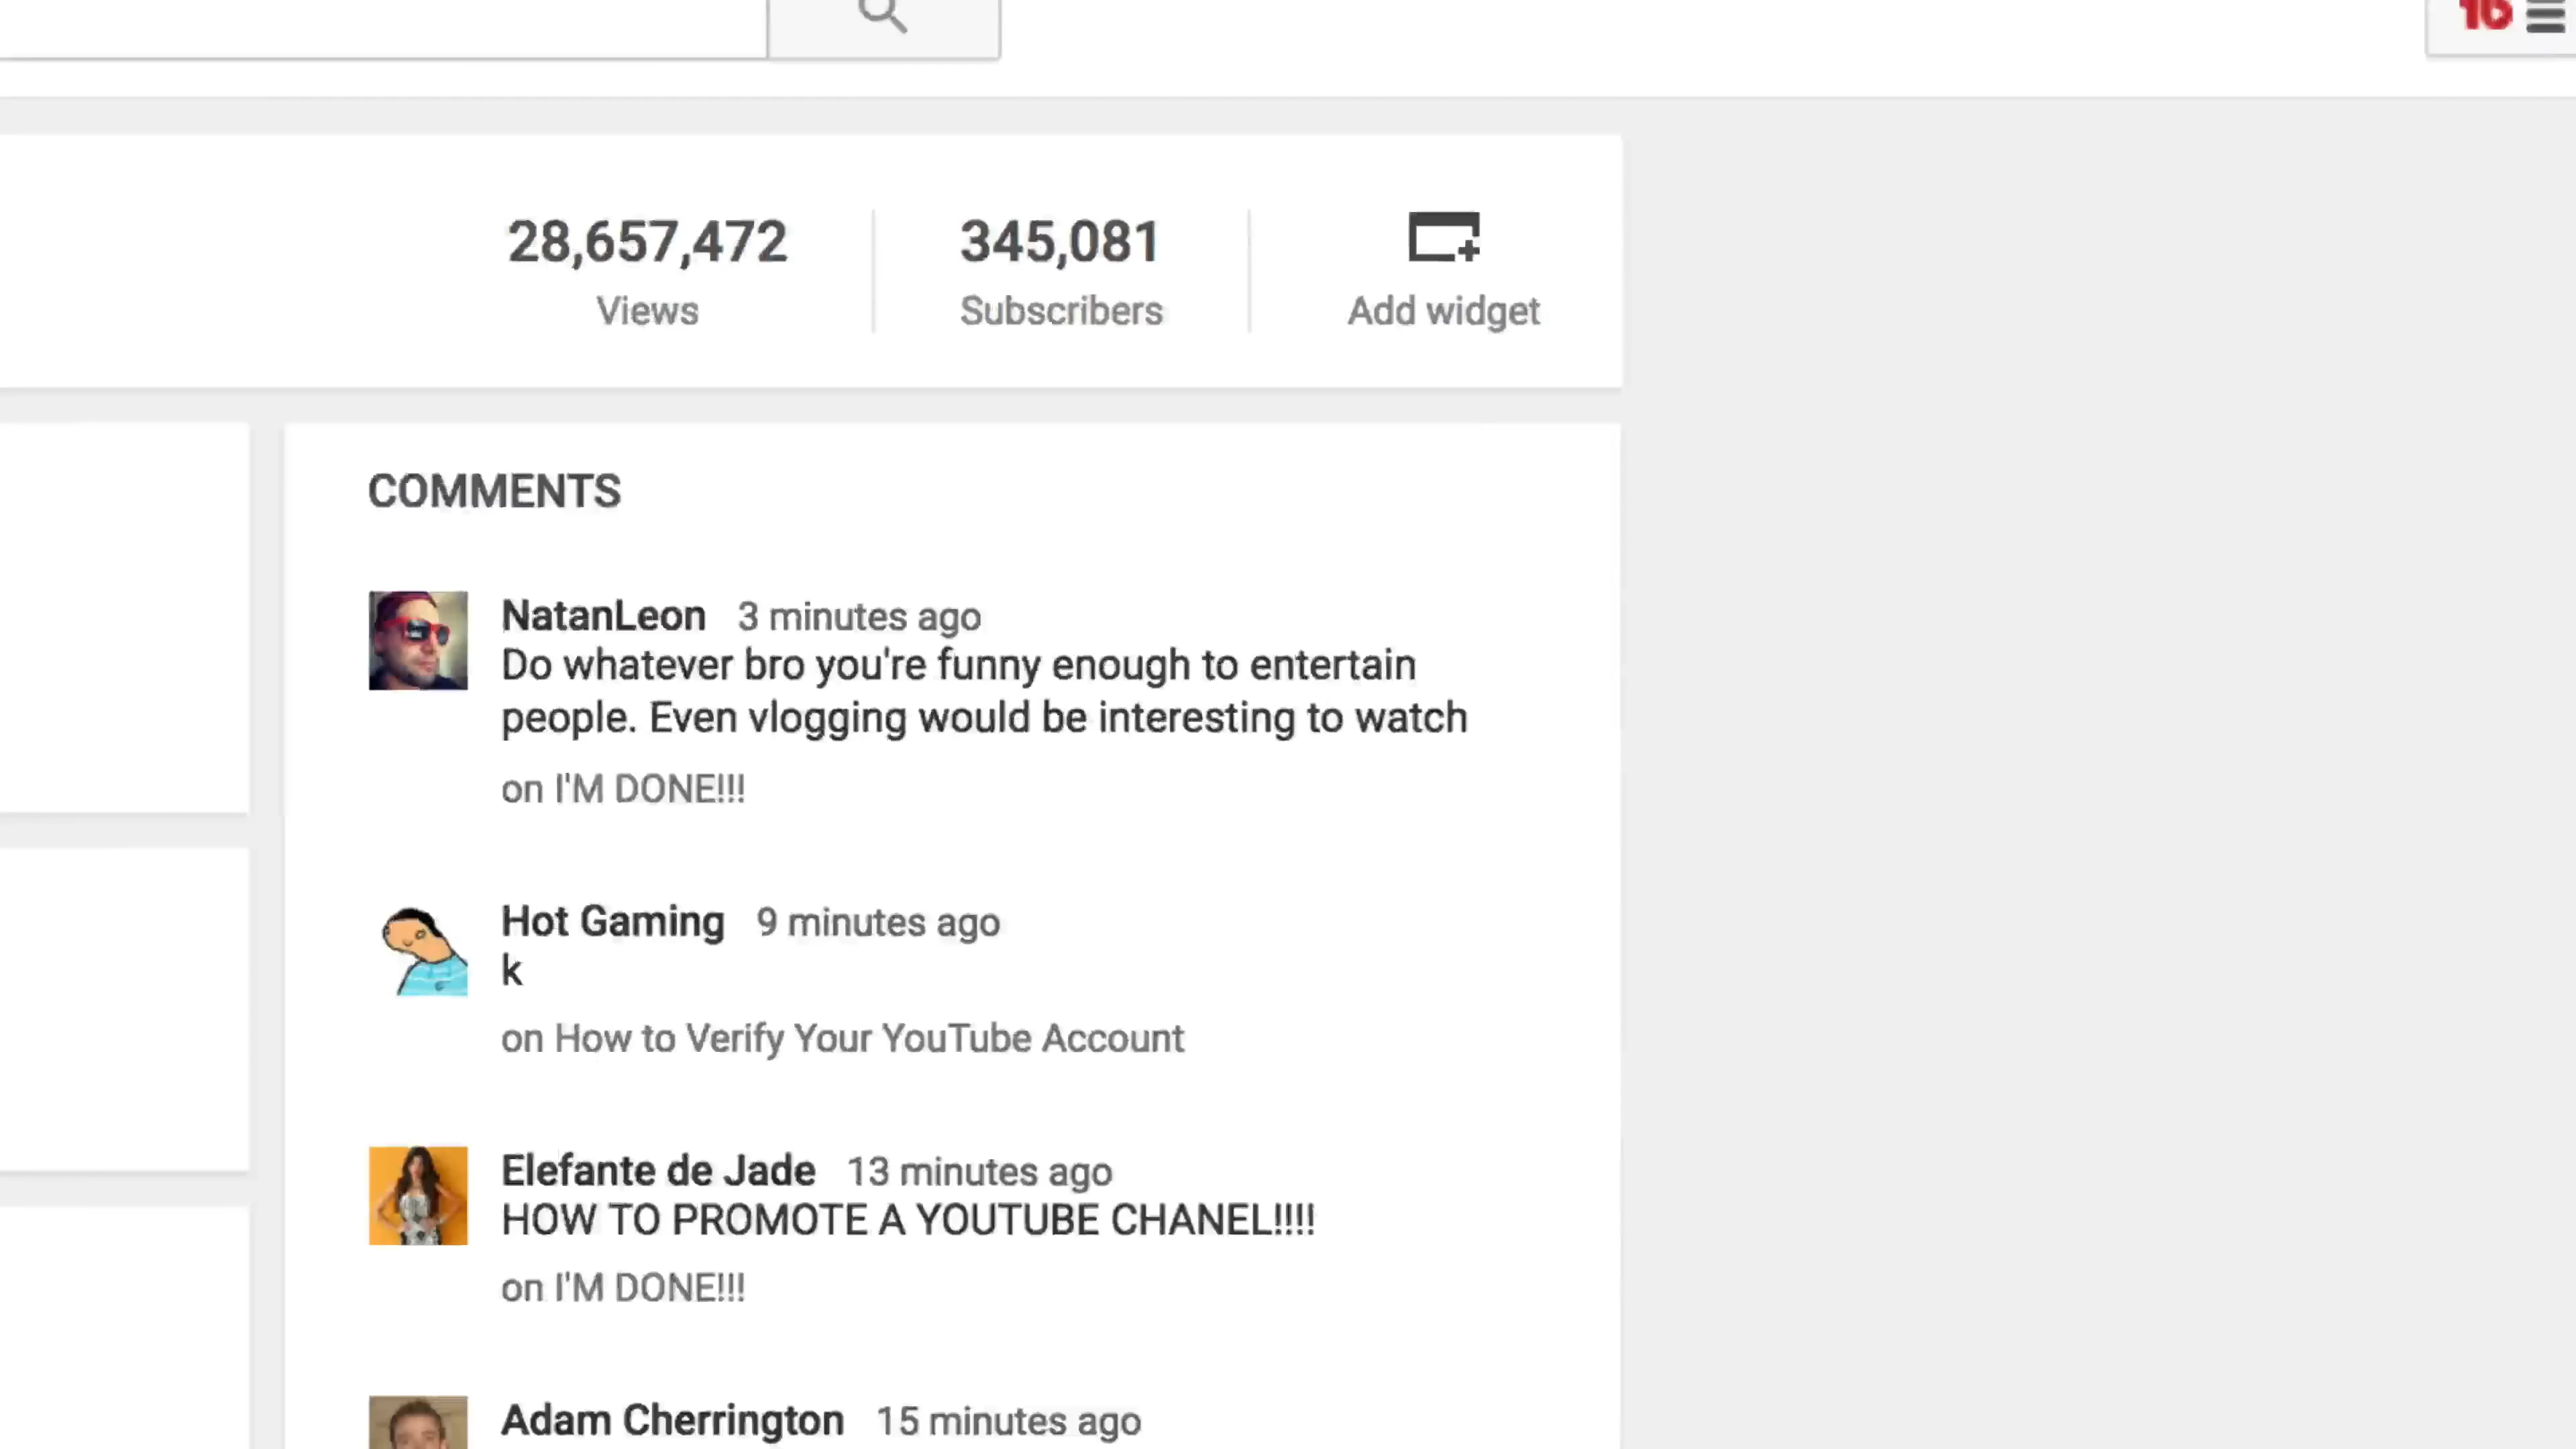 28,657,472
Views
345,081
Subscribers
Add widget
COMMENTS
NatanLeon 3 minutes ago
Do whatever bro you're funny enough to entertain
people. Even vlogging would be interesting to watch
on I'M DONE!!!
Hot Gaming 9 minutes ago
k
on How to Verify Your YouTube Account
Elefante de Jade 13 minutes ago
HOW TO PROMOTE A YOUTUBE CHANEL!!!!
on I'M DONE!!!
Adam Cherrington 15 minutes ago